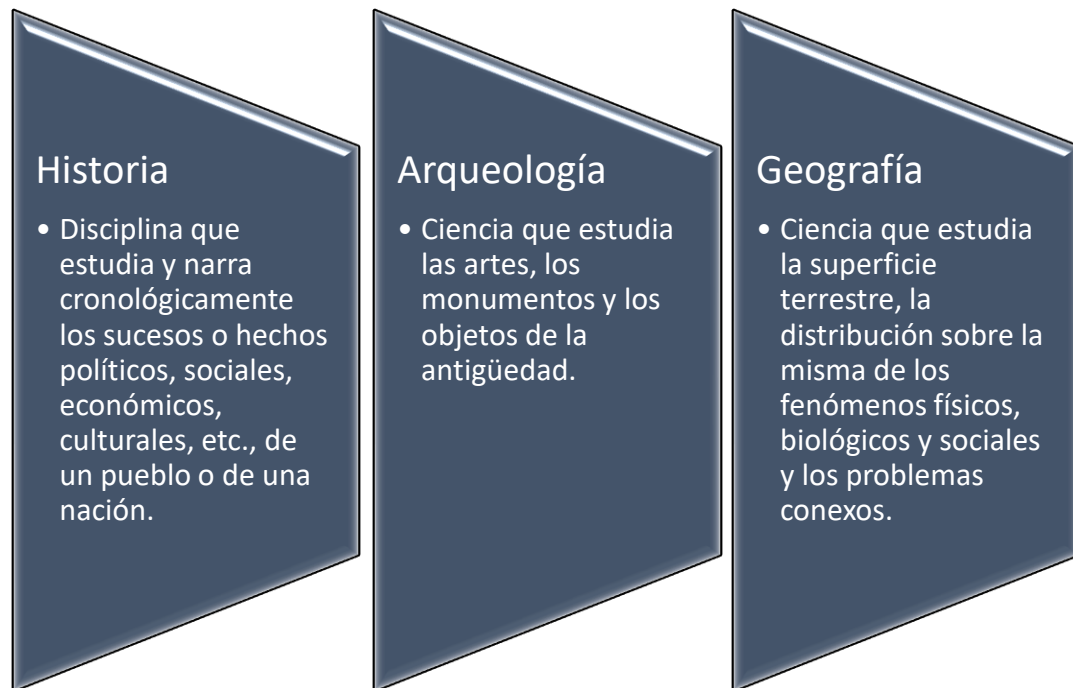 Historia
• Disciplina que
estudia y narra
cronológicamente
los sucesos o hechos
políticos, sociales,
económicos,
culturales, etc., de
un pueblo o de una
nación.
Arqueología
• Ciencia que estudia
las artes, los
monumentos y los
objetos de la
antigüedad.
Geografía
• Ciencia que estudia
la superficie
terrestre, la
distribución sobre la
misma de los
fenómenos físicos,
biológicos y sociales
y los problemas
conexos.